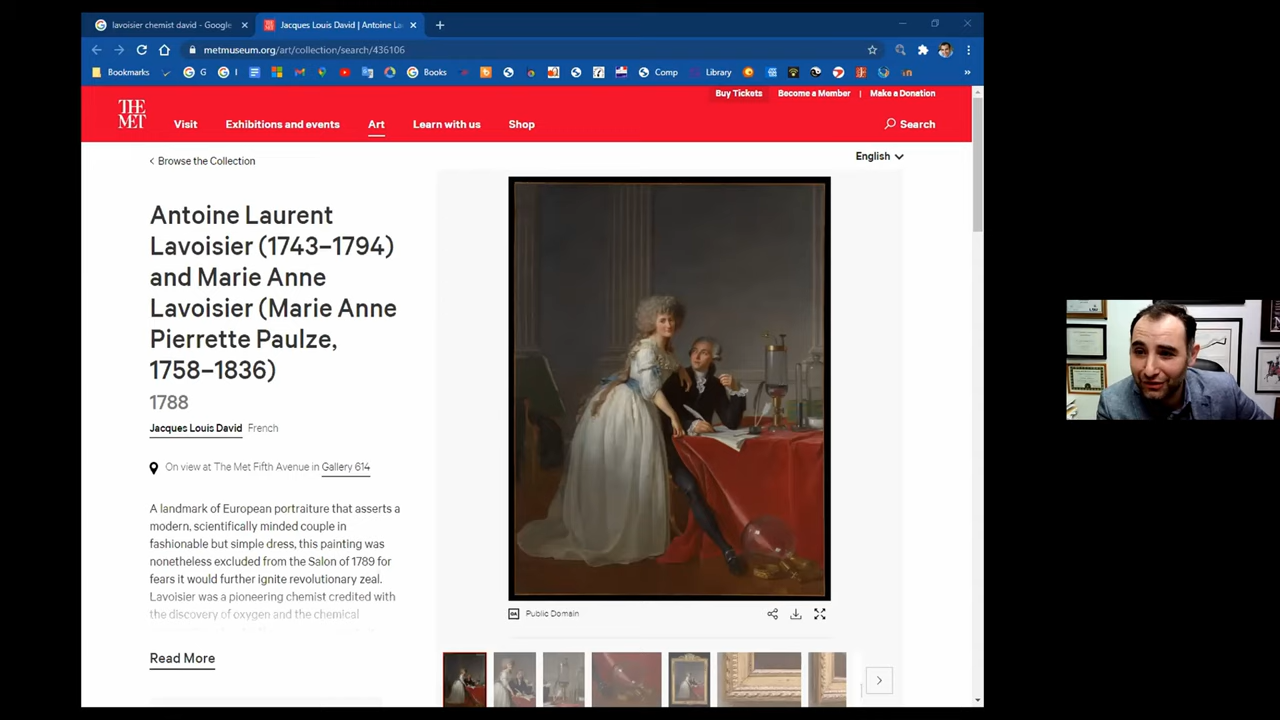 lavoisier chemist david - Google
Jacques Louis David | Antoine La
metmuseum.org/art/collection/search/436106
Bookmarks
G
Books
Comp
Library
Buy Tickets
Become a Member
Make a Donation
THE MET
Visit
Exhibitions and events
Art
Learn with us
Shop
Search
Browse the Collection
English
Antoine Laurent
Lavoisier (1743–1794)
and Marie Anne
Lavoisier (Marie Anne
Pierrette Paulze,
1758–1836)
1788
Jacques Louis David French
On view at The Met Fifth Avenue in Gallery 614
A landmark of European portraiture that asserts a
modern, scientifically minded couple in
fashionable but simple dress, this painting was
nonetheless excluded from the Salon of 1789 for
fears it would further ignite revolutionary zeal.
Lavoisier was a pioneering chemist credited with
the discovery of oxygen and the chemical
Read More
OA Public Domain